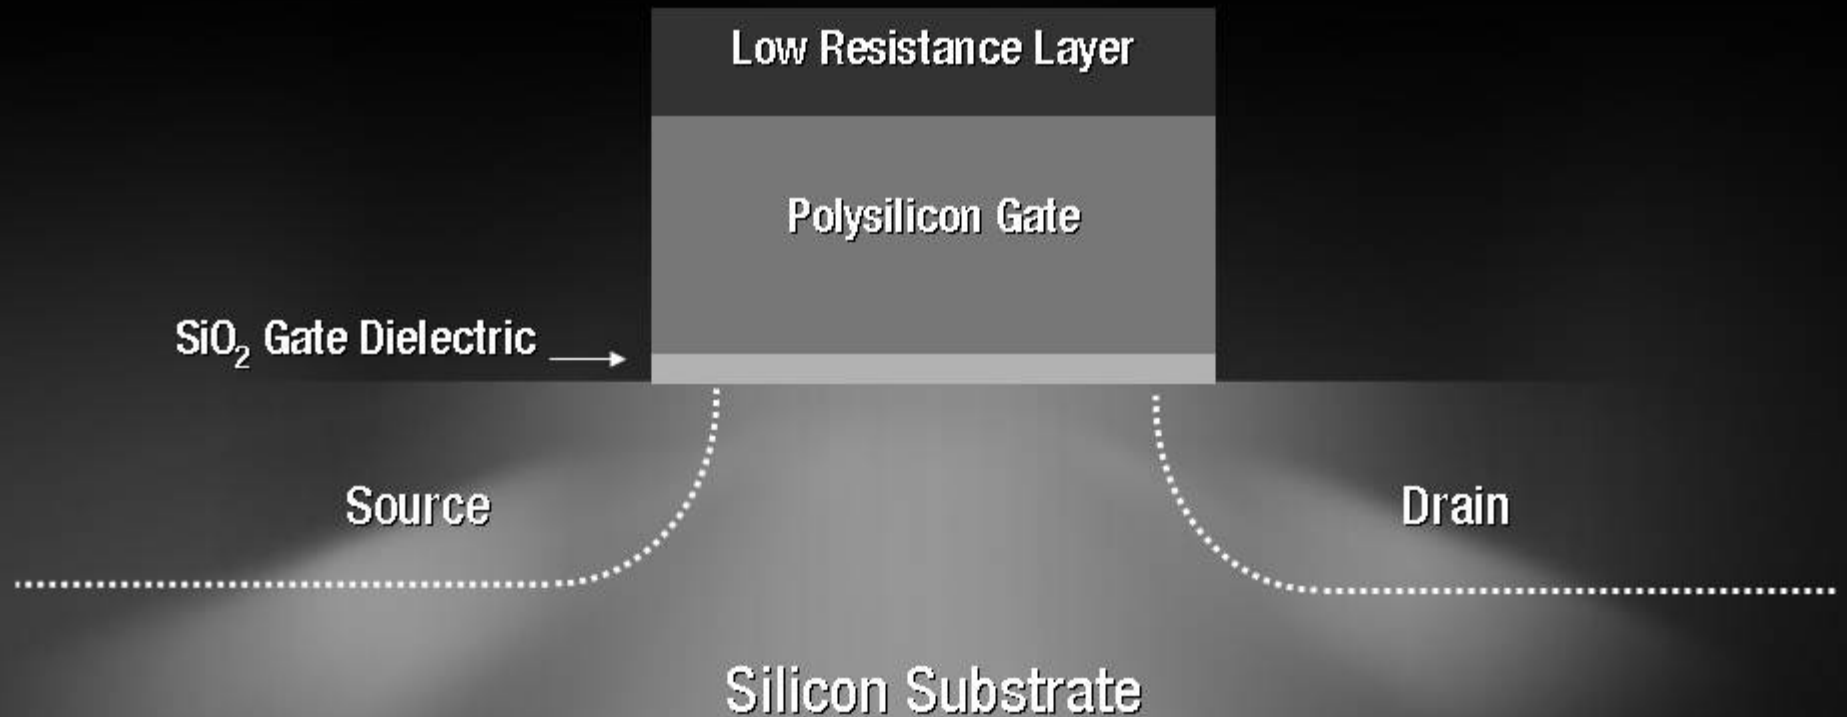 Low Resistance Layer
Polysilicon Gate
SiO₂ Gate Dielectric
Source
Drain
Silicon Substrate